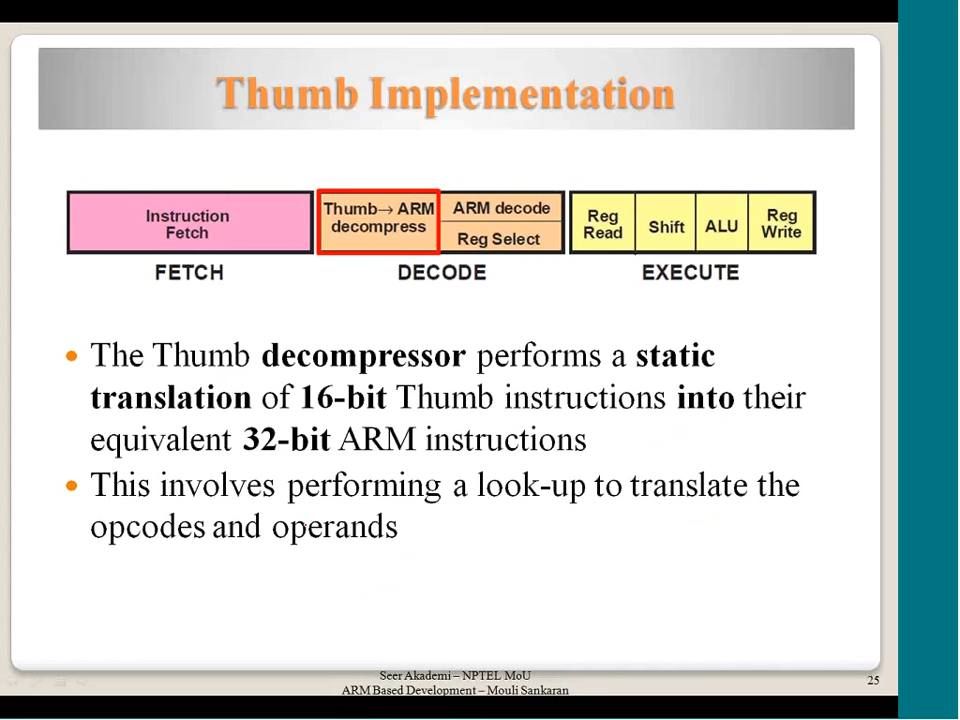 Thumb Implementation
Instruction
Fetch
Thumb→ ARM
decompress
ARM decode
Reg Select
Reg
Read
Shift
ALU
Reg
Write
FETCH
DECODE
EXECUTE
• The Thumb decompressor performs a static
translation of 16-bit Thumb instructions into their
equivalent 32-bit ARM instructions
• This involves performing a look-up to translate the
opcodes and operands
Seer Akademi – NPTEL MoU
ARM Based Development – Mouli Sankaran
25